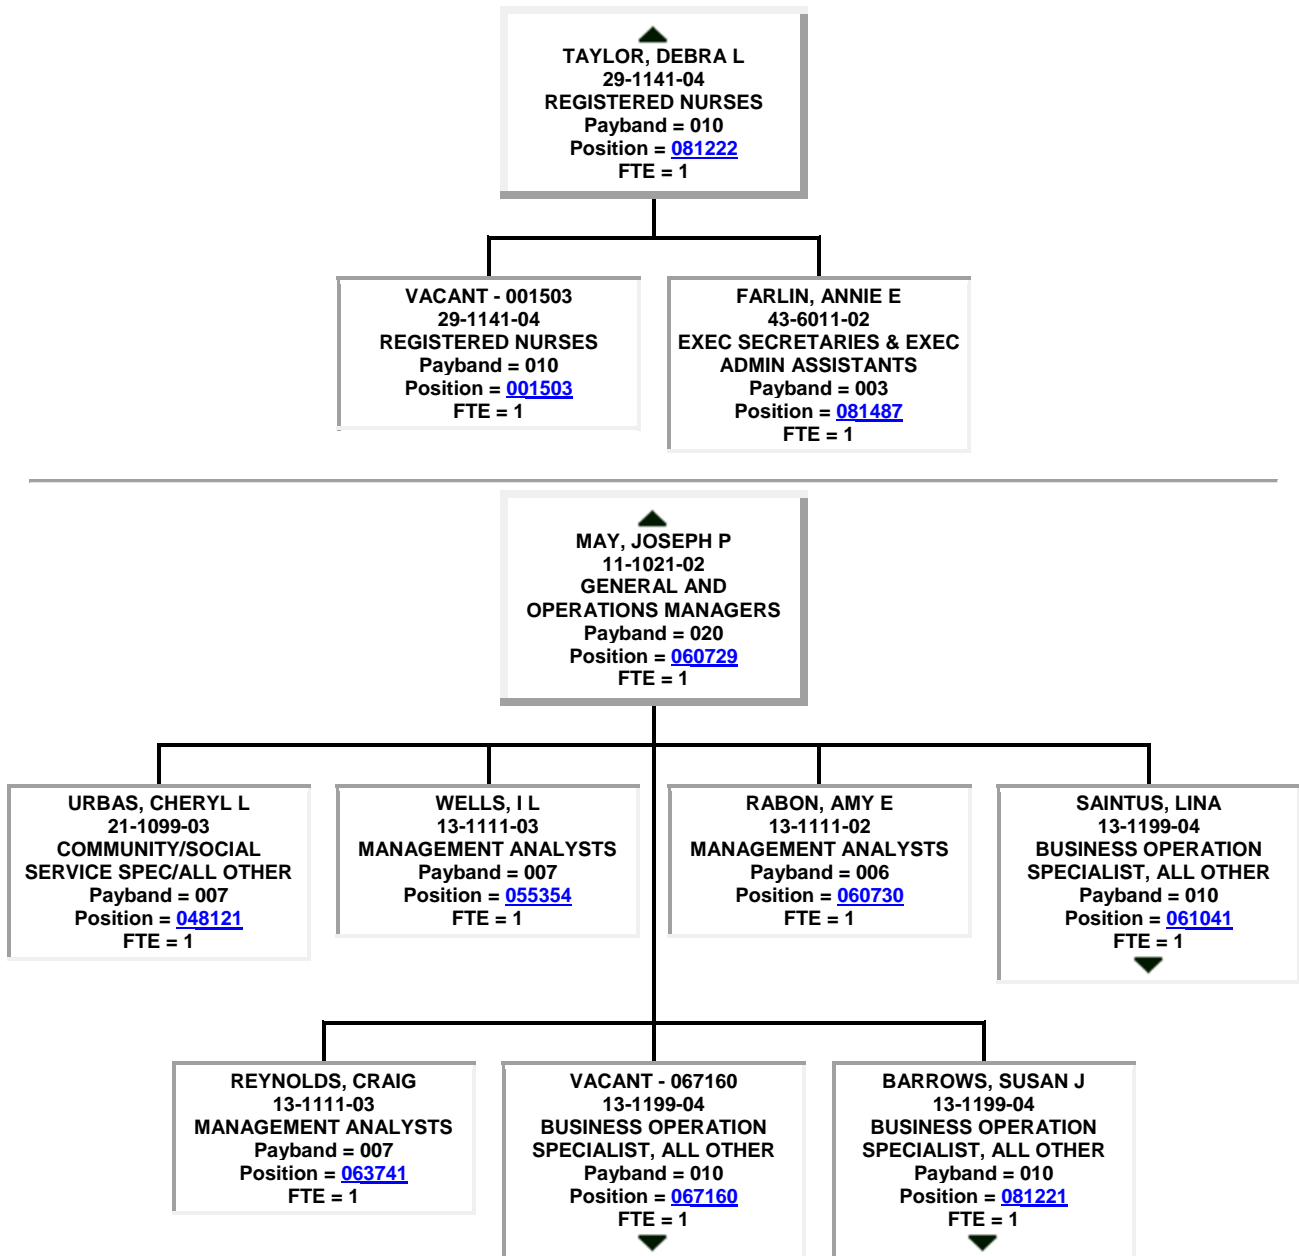 TAYLOR, DEBRA L
29-1141-04
REGISTERED NURSES
Payband = 010
Position = 081222
FTE = 1
VACANT - 001503
29-1141-04
REGISTERED NURSES
Payband = 010
Position = 001503
FTE = 1
FARLIN, ANNIE E
43-6011-02
EXEC SECRETARIES & EXEC
ADMIN ASSISTANTS
Payband = 003
Position = 081487
FTE = 1
MAY, JOSEPH P
11-1021-02
GENERAL AND
OPERATIONS MANAGERS
Payband = 020
Position = 060729
FTE = 1
URBAS, CHERYL L
21-1099-03
COMMUNITY/SOCIAL
SERVICE SPEC/ALL OTHER
Payband = 007
Position = 048121
FTE = 1
WELLS, I L
13-1111-03
MANAGEMENT ANALYSTS
Payband = 007
Position = 055354
FTE = 1
RABON, AMY E
13-1111-02
MANAGEMENT ANALYSTS
Payband = 006
Position = 060730
FTE = 1
SAINTUS, LINA
13-1199-04
BUSINESS OPERATION
SPECIALIST, ALL OTHER
Payband = 010
Position = 061041
FTE = 1
REYNOLDS, CRAIG
13-1111-03
MANAGEMENT ANALYSTS
Payband = 007
Position = 063741
FTE = 1
VACANT - 067160
13-1199-04
BUSINESS OPERATION
SPECIALIST, ALL OTHER
Payband = 010
Position = 067160
FTE = 1
BARROWS, SUSAN J
13-1199-04
BUSINESS OPERATION
SPECIALIST, ALL OTHER
Payband = 010
Position = 081221
FTE = 1